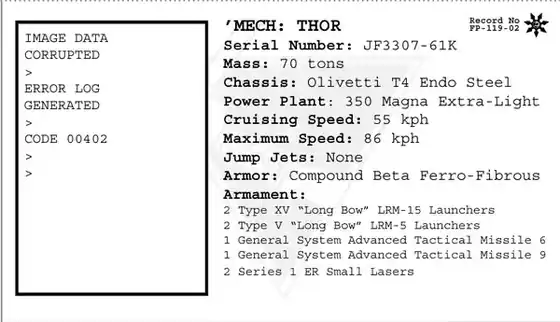 IMAGE DATA
CORRUPTED
>
ERROR LOG
GENERATED
>
CODE 00402
>
>
’MECH: THOR
Record No
FP-119-02
Serial Number: JF3307-61K
Mass: 70 tons
Chassis: Olivetti T4 Endo Steel
Power Plant: 350 Magna Extra-Light
Cruising Speed: 55 kph
Maximum Speed: 86 kph
Jump Jets: None
Armor: Compound Beta Ferro-Fibrous
Armament:
2 Type XV “Long Bow” LRM-15 Launchers
2 Type V “Long Bow” LRM-5 Launchers
1 General System Advanced Tactical Missile 6
1 General System Advanced Tactical Missile 9
2 Series 1 ER Small Lasers